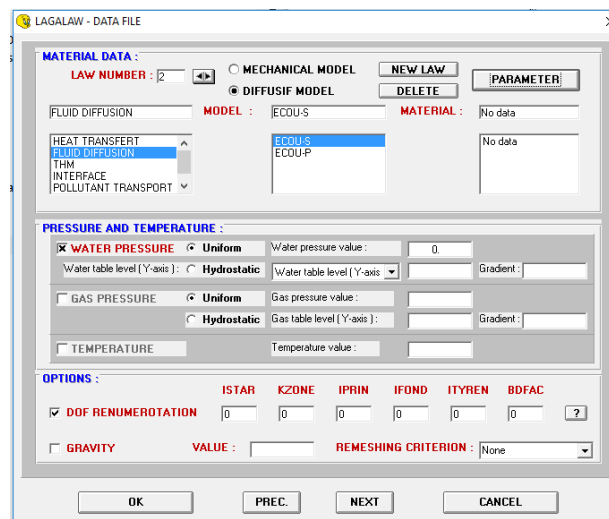 LAGALAW - DATA FILE
MATERIAL DATA :
LAW NUMBER : 2
MECHANICAL MODEL
NEW LAW
PARAMETER
DIFFUSIF MODEL
DELETE
FLUID DIFFUSION
MODEL :
ECOU-S
MATERIAL :
No data
HEAT TRANSFERT
FLUID DIFFUSION
THM
INTERFACE
POLLUTANT TRANSPORT
ECOU-S
ECOU-P
No data
PRESSURE AND TEMPERATURE :
WATER PRESSURE Uniform Water pressure value : 0.
Water table level ( Y-axis ) : Hydrostatic Water table level ( Y-axis Gradient :
GAS PRESSURE Uniform Gas pressure value :
Hydrostatic Gas table level ( Y-axis ) : Gradient :
TEMPERATURE Temperature value :
OPTIONS :
ISTAR KZONE IPRIN IFOND ITYREN BDFAC
DOF RENUMEROTATION 0 0 0 0 0 0 ?
GRAVITY VALUE : REMESHING CRITERION : None
OK PREC. NEXT CANCEL